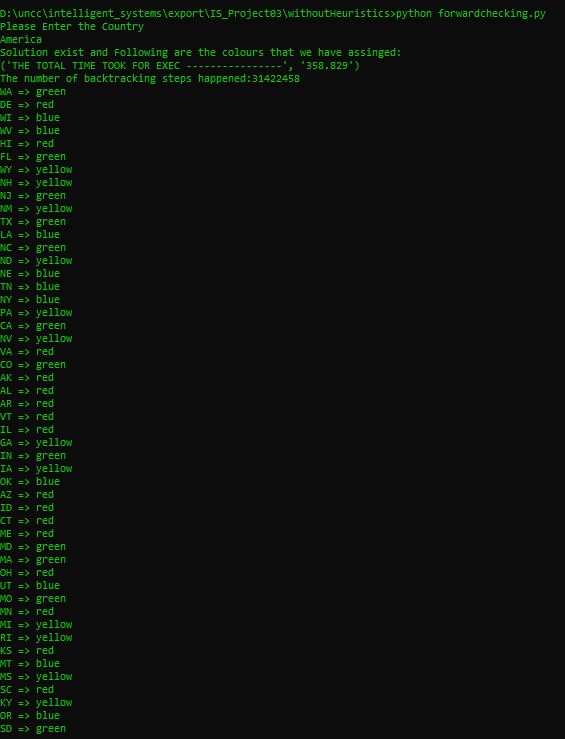 D:\uncc\intelligent_systems\export\IS_Project03\withoutHeuristics>python forwardchecking.py
Please Enter the Country
America
Solution exist and Following are the colours that we have assinged:
('THE TOTAL TIME TOOK FOR EXEC ----------------', '358.829')
The number of backtracking steps happened:31422458
WA => green
DE => red
WI => blue
WV => blue
HI => red
FL => green
WY => yellow
NH => yellow
NJ => green
NM => yellow
TX => green
LA => blue
NC => green
ND => yellow
NE => blue
TN => blue
NY => blue
PA => yellow
CA => green
NV => yellow
VA => red
CO => green
AK => red
AL => red
AR => red
VT => red
IL => red
GA => yellow
IN => green
IA => yellow
OK => blue
AZ => red
ID => red
CT => red
ME => red
MD => green
MA => green
OH => red
UT => blue
MO => green
MN => red
MI => yellow
RI => yellow
KS => red
MT => blue
MS => yellow
SC => red
KY => yellow
OR => blue
SD => green